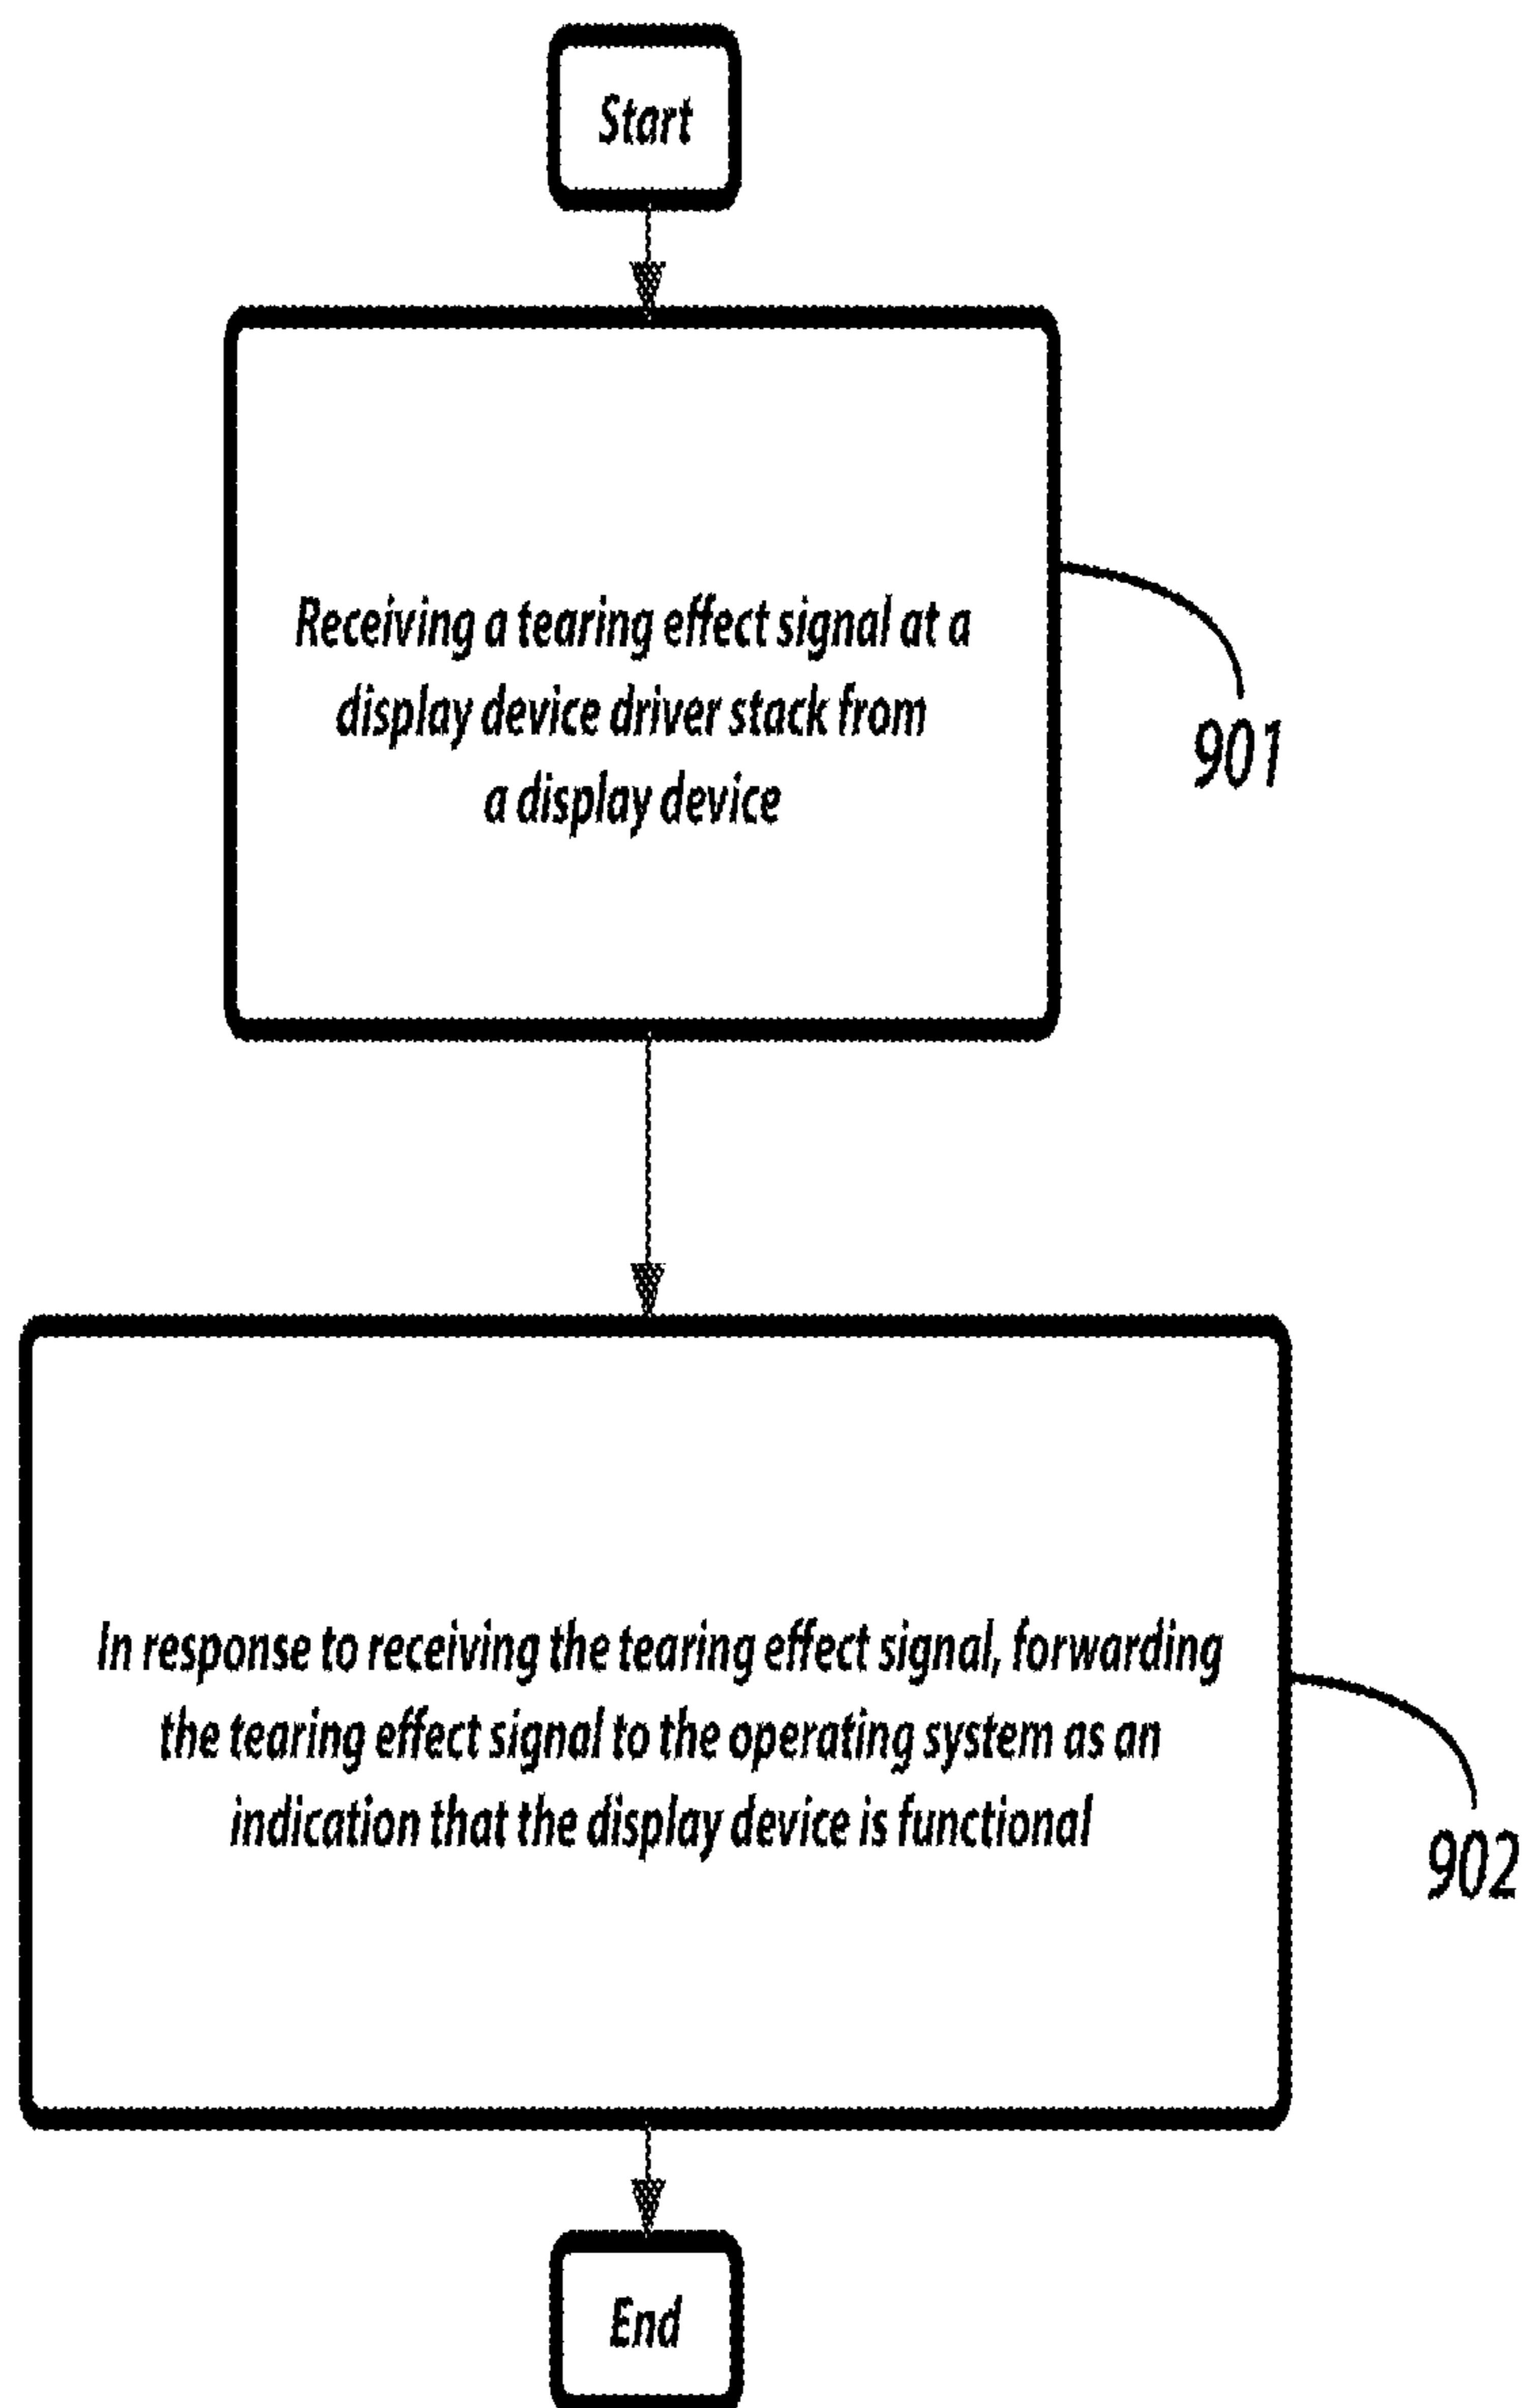 Start
Receiving a tearing effect signal at a
display device driver stack from
a display device
901
In response to receiving the tearing effect signal, forwarding
the tearing effect signal to the operating system as an
indication that the display device is functional
902
End